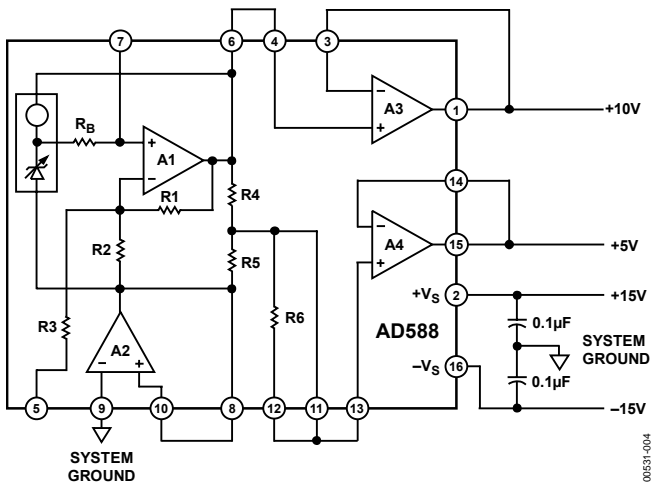 7
6
4
3
R_B
+
A1
−
−
A3
+
1
+10V
R1
R4
R2
R5
R3
R6
14
−
A4
+
15
+5V
+V_S
2
+15V
0.1µF
AD588
SYSTEM
GROUND
−V_S
16
0.1µF
−15V
A2
−
+
5
9
10
8
12
11
13
SYSTEM
GROUND
00531-004